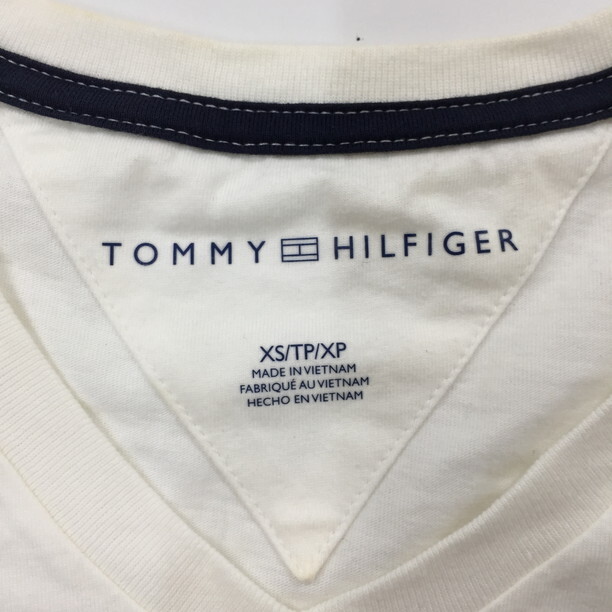 TOMMY HILFIGER
XS/TP/XP
MADE IN VIETNAM
FABRIQUÉ AU VIETNAM
HECHO EN VIETNAM